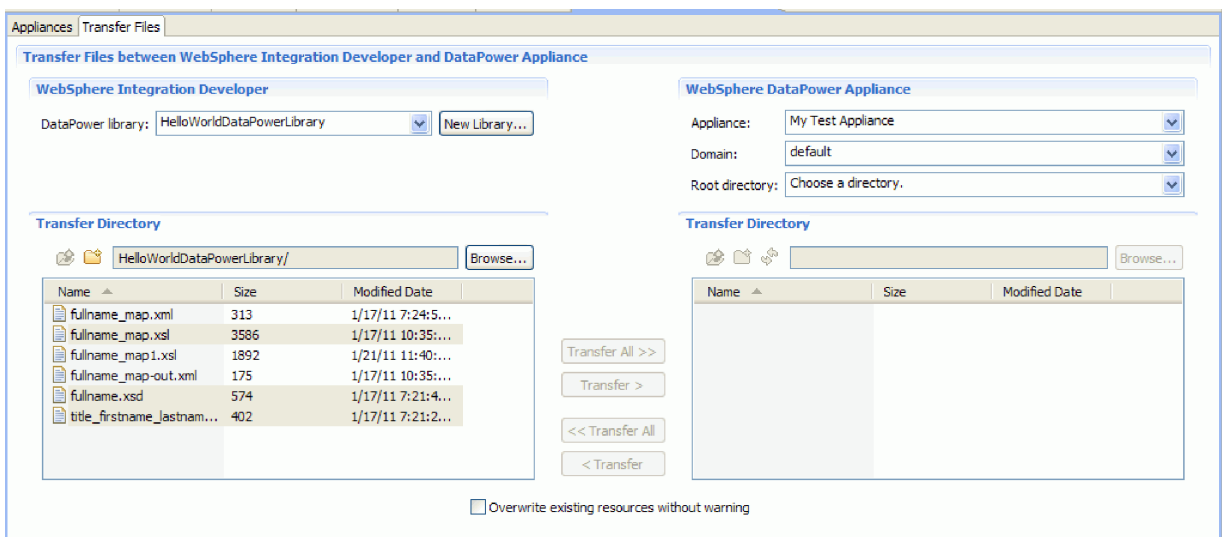 Appliances Transfer Files
Transfer Files between WebSphere Integration Developer and DataPower Appliance
WebSphere Integration Developer
DataPower library: HelloWorldDataPowerLibrary New Library...
WebSphere DataPower Appliance
Appliance: My Test Appliance
Domain: default
Root directory: Choose a directory.
Transfer Directory
HelloWorldDataPowerLibrary/ Browse...
Name Size Modified Date
fullname_map.xml 313 1/17/11 7:24:5...
fullname_map.xsl 3586 1/17/11 10:35:...
fullname_map1.xsl 1892 1/21/11 11:40:...
fullname_map-out.xml 175 1/17/11 10:35:...
fullname.xsd 574 1/17/11 7:21:4...
title_firstname_lastnam... 402 1/17/11 7:21:2...
Transfer All >>
Transfer >
<< Transfer All
< Transfer
Transfer Directory
Browse...
Name Size Modified Date
Overwrite existing resources without warning